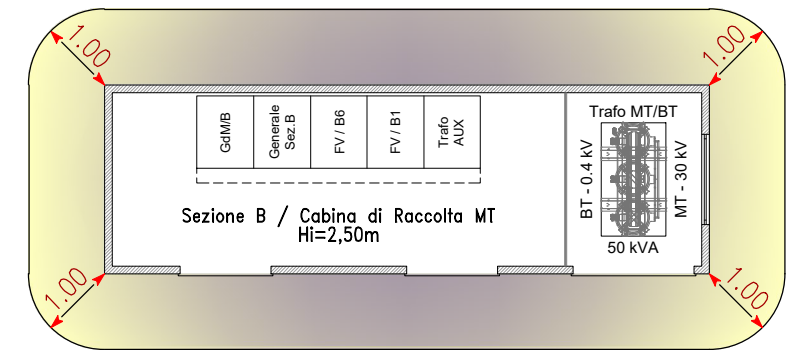 1.00
1.00
GdM/B
Generale
Sez.B
FV / B6
FV / B1
Trafo
AUX
Trafo MT/BT
BT - 0.4 kV
MT - 30 kV
50 kVA
Sezione B / Cabina di Raccolta MT
Hi=2,50m
1.00
1.00